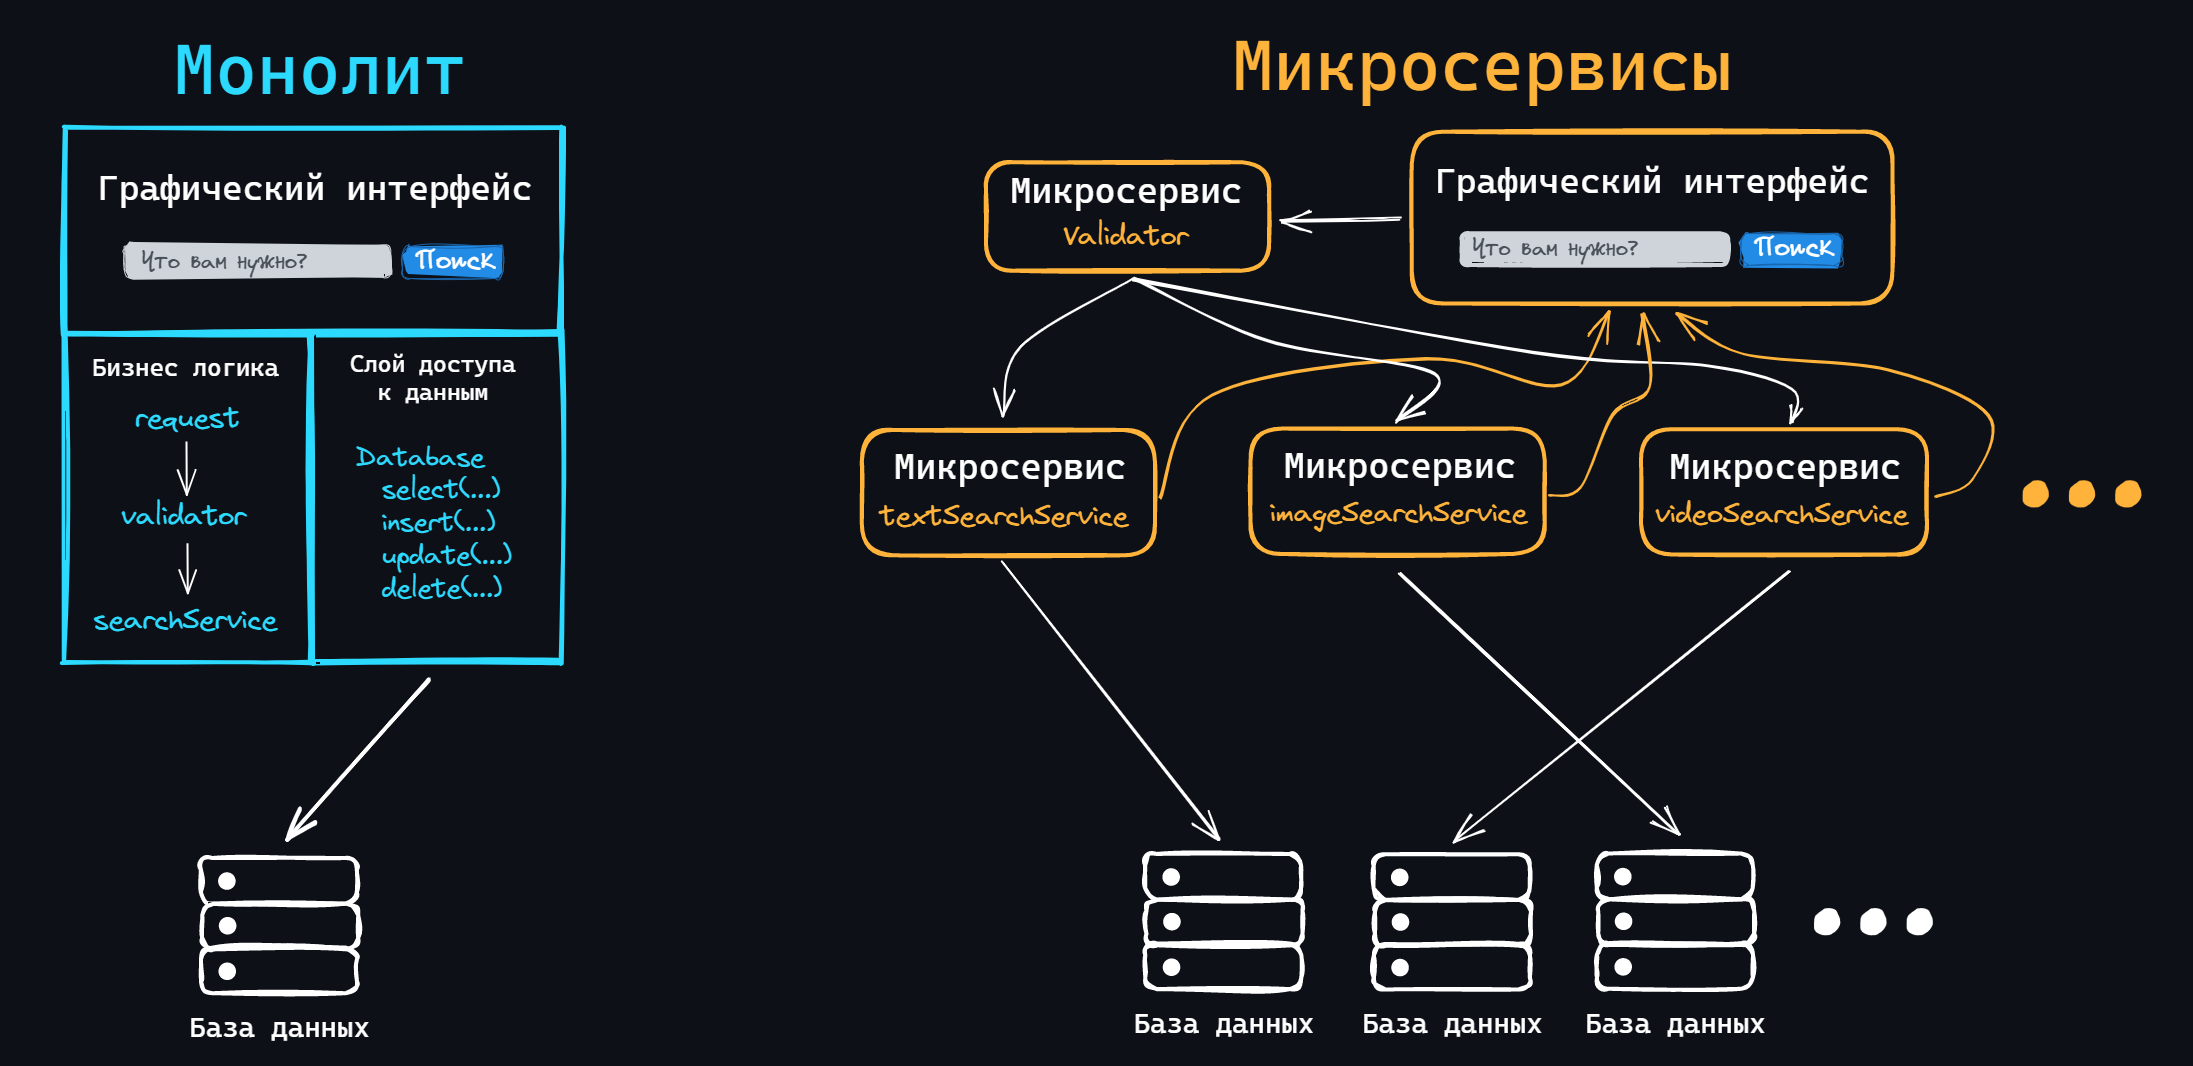 Монолит
Графический интерфейс
Что вам нужно?
Поиск
Бизнес логика
request
validator
searchService
Слой доступа
к данным
Database
select(...)
insert(...)
update(...)
delete(...)
База данных
Микросервисы
Микросервис
Validator
Графический интерфейс
Что вам нужно?
Поиск
Микросервис
textSearchService
Микросервис
imageSearchService
Микросервис
videoSearchService
База данных
База данных
База данных